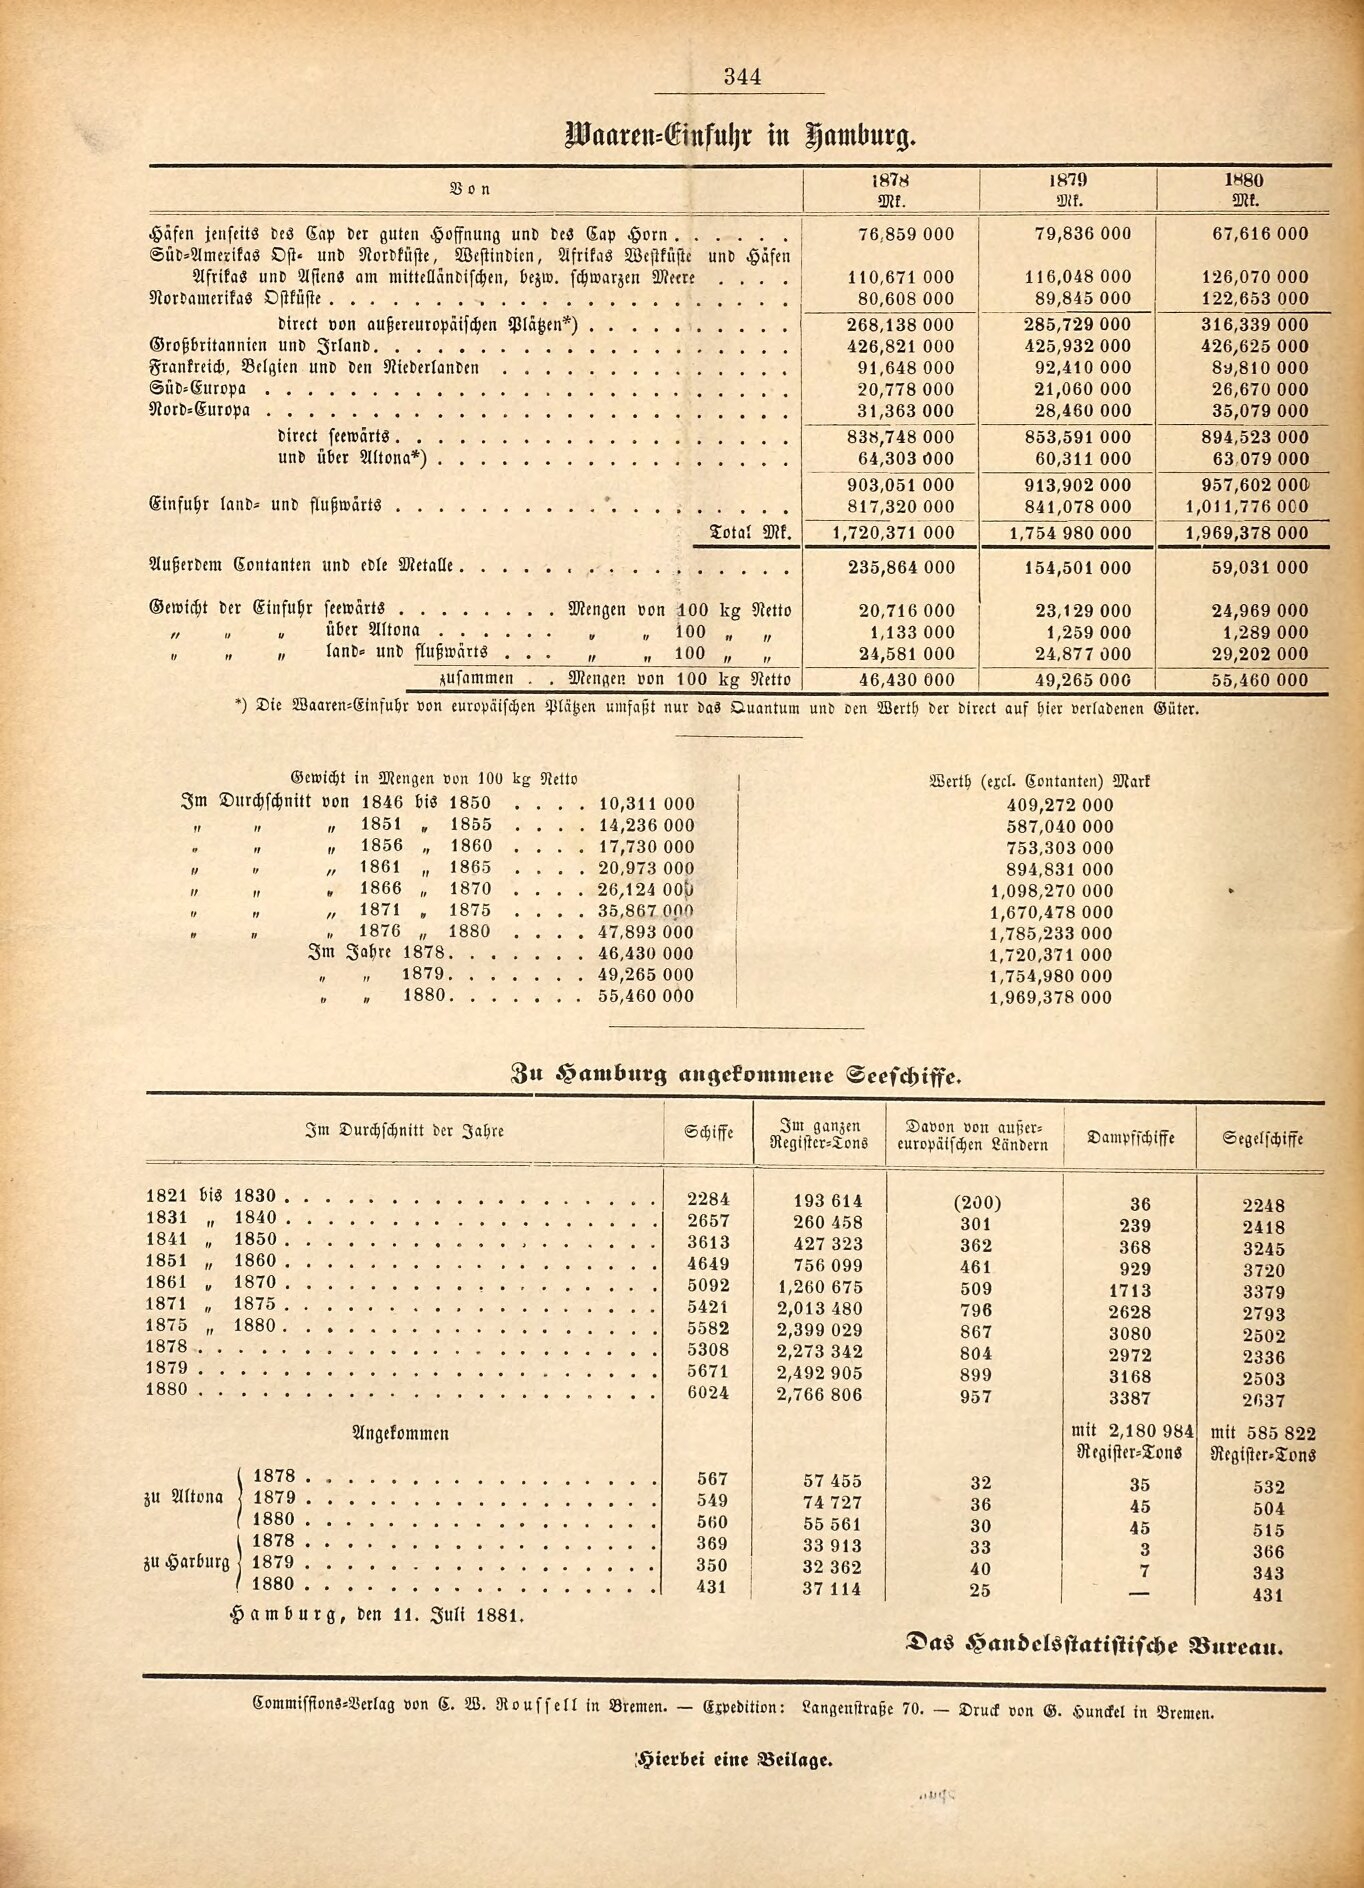 344
Waaren-Einfuhr in Hamburg.
Von 1878 Mk. 1879 Mk. 1880 Mk.
Häfen jenseits des Cap der guten Hoffnung und des Cap Horn . . . . . . 76,859 000 79,836 000 67,616 000
Süd-Amerikas Ost- und Nordküste, Westindien, Afrikas Westküste und Häfen
Afrikas und Asiens am mittelländischen, bezw. schwarzen Meere . . . . 110,671 000 116,048 000 126,070 000
Nordamerikas Ostküste . . . . . . . . . . . . . . . . . . 80,608 000 89,845 000 122,653 000
direct von außereuropäischen Plätzen*) . . . . . . . . 268,138 000 285,729 000 316,339 000
Großbritannien und Irland. . . . . . . . . . . . . . . . . 426,821 000 425,932 000 426,625 000
Frankreich, Belgien und den Niederlanden . . . . . . . . . . . 91,648 000 92,410 000 89,810 000
Süd-Europa . . . . . . . . . . . . . . . . . . . . 20,778 000 21,060 000 26,670 000
Nord-Europa . . . . . . . . . . . . . . . . . . . . 31,363 000 28,460 000 35,079 000
direct seewärts. . . . . . . . . . . . . . . . 838,748 000 853,591 000 894,523 000
und über Altona*) . . . . . . . . . . . . . . 64,303 000 60,311 000 63 079 000
903,051 000 913,902 000 957,602 000
Einfuhr land- und flußwärts . . . . . . . . . . . . . . . 817,320 000 841,078 000 1,011,776 000
Total Mk. 1,720,371 000 1,754 980 000 1,969,378 000
Außerdem Contanten und edle Metalle. . . . . . . . . . . . . 235,864 000 154,501 000 59,031 000
Gewicht der Einfuhr seewärts . . . . . . . . Mengen von 100 kg Netto 20,716 000 23,129 000 24,969 000
„ „ „ über Altona . . . . . . „ „ 100 „ „ 1,133 000 1,259 000 1,289 000
„ „ „ land- und flußwärts . . . „ „ 100 „ „ 24,581 000 24,877 000 29,202 000
zusammen . . Mengen von 100 kg Netto 46,430 000 49,265 000 55,460 000
*) Die Waaren-Einfuhr von europäischen Plätzen umfaßt nur das Quantum und den Werth der direct auf hier verladenen Güter.
Gewicht in Mengen von 100 kg Netto Werth (excl. Contanten) Mark
Im Durchschnitt von 1846 bis 1850 . . . . 10,311 000 409,272 000
„ „ „ 1851 „ 1855 . . . . 14,236 000 587,040 000
„ „ „ 1856 „ 1860 . . . . 17,730 000 753,303 000
„ „ „ 1861 „ 1865 . . . . 20,973 000 894,831 000
„ „ „ 1866 „ 1870 . . . . 26,124 000 1,098,270 000
„ „ „ 1871 „ 1875 . . . . 35,867 000 1,670,478 000
„ „ „ 1876 „ 1880 . . . . 47,893 000 1,785,233 000
Im Jahre 1878. . . . . . . 46,430 000 1,720,371 000
„ „ 1879. . . . . . . 49,265 000 1,754,980 000
„ „ 1880. . . . . . . 55,460 000 1,969,378 000
Zu Hamburg angekommene Seeschiffe.
Im Durchschnitt der Jahre Schiffe Im ganzen Register-Tons Davon von außereuropäischen Ländern Dampfschiffe Segelschiffe
1821 bis 1830 . . . . . . . . . . . . . . 2284 193 614 (200) 36 2248
1831 „ 1840 . . . . . . . . . . . . . . 2657 260 458 301 239 2418
1841 „ 1850 . . . . . . . . . . . . . . 3613 427 323 362 368 3245
1851 „ 1860 . . . . . . . . . . . . . . 4649 756 099 461 929 3720
1861 „ 1870 . . . . . . . . . . . . . . 5092 1,260 675 509 1713 3379
1871 „ 1875 . . . . . . . . . . . . . . 5421 2,013 480 796 2628 2793
1875 „ 1880 . . . . . . . . . . . . . . 5582 2,399 029 867 3080 2502
1878 . . . . . . . . . . . . . . . . . 5308 2,273 342 804 2972 2336
1879 . . . . . . . . . . . . . . . . . 5671 2,492 905 899 3168 2503
1880 . . . . . . . . . . . . . . . . . 6024 2,766 806 957 3387 2637
Angekommen mit 2,180 984 Register-Tons mit 585 822 Register-Tons
zu Altona 1878 . . . . . . . . . . . . . . 567 57 455 32 35 532
1879 . . . . . . . . . . . . . . 549 74 727 36 45 504
1880 . . . . . . . . . . . . . . 560 55 561 30 45 515
zu Harburg 1878 . . . . . . . . . . . . . . 369 33 913 33 3 366
1879 . . . . . . . . . . . . . . 350 32 362 40 7 343
1880 . . . . . . . . . . . . . . 431 37 114 25 — 431
Hamburg, den 11. Juli 1881.
Das Handelsstatistische Bureau.
Commissions-Verlag von C. W. Roussell in Bremen. — Expedition: Langenstraße 70. — Druck von G. Hunckel in Bremen.
Hierbei eine Beilage.